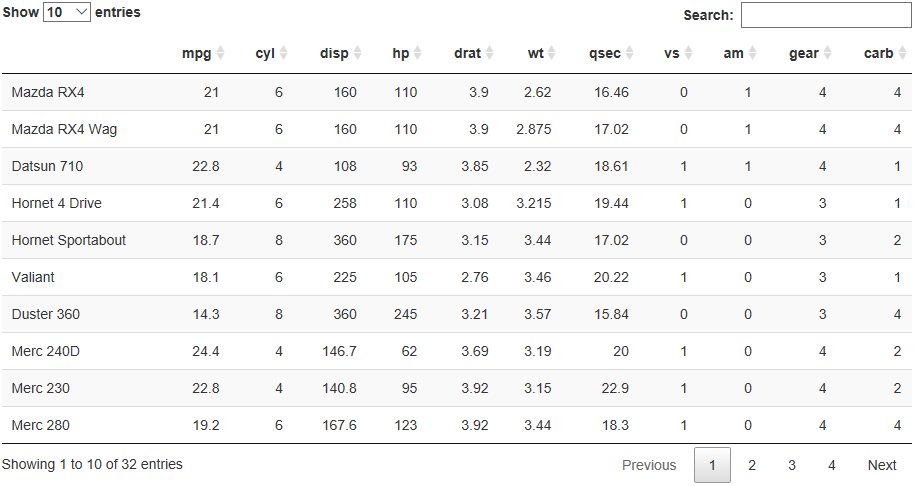 Show 10 entries Search:
mpg cyl disp hp drat wt qsec vs am gear carb
Mazda RX4 21 6 160 110 3.9 2.62 16.46 0 1 4 4
Mazda RX4 Wag 21 6 160 110 3.9 2.875 17.02 0 1 4 4
Datsun 710 22.8 4 108 93 3.85 2.32 18.61 1 1 4 1
Hornet 4 Drive 21.4 6 258 110 3.08 3.215 19.44 1 0 3 1
Hornet Sportabout 18.7 8 360 175 3.15 3.44 17.02 0 0 3 2
Valiant 18.1 6 225 105 2.76 3.46 20.22 1 0 3 1
Duster 360 14.3 8 360 245 3.21 3.57 15.84 0 0 3 4
Merc 240D 24.4 4 146.7 62 3.69 3.19 20 1 0 4 2
Merc 230 22.8 4 140.8 95 3.92 3.15 22.9 1 0 4 2
Merc 280 19.2 6 167.6 123 3.92 3.44 18.3 1 0 4 4
Showing 1 to 10 of 32 entries Previous 1 2 3 4 Next